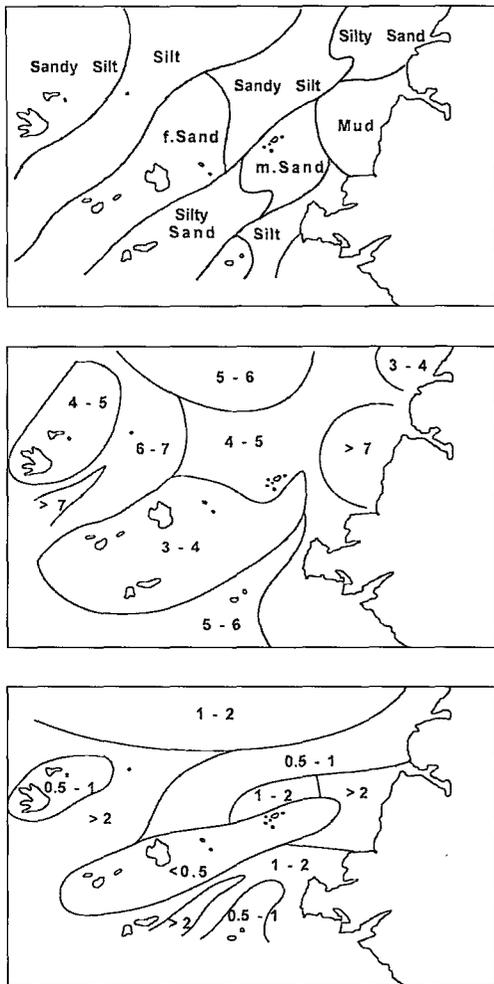 Silty Sand
Sandy Silt
Silt
Sandy Silt
f.Sand
Mud
m.Sand
Silty
Sand
Silt
3 - 4
5 - 6
4 - 5
6 - 7
4 - 5
> 7
> 7
3 - 4
5 - 6
1 - 2
0.5 - 1
0.5 - 1
1 - 2
> 2
> 2
<0.5
1 - 2
> 2
0.5 - 1